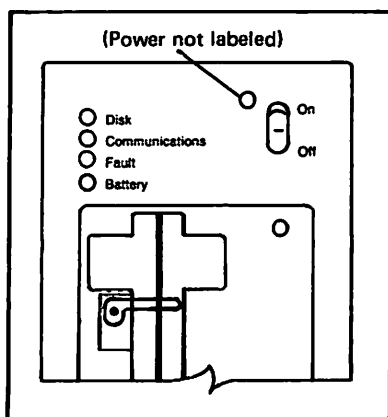 (Power not labeled)
On
Off
Disk
Communications
Fault
Battery